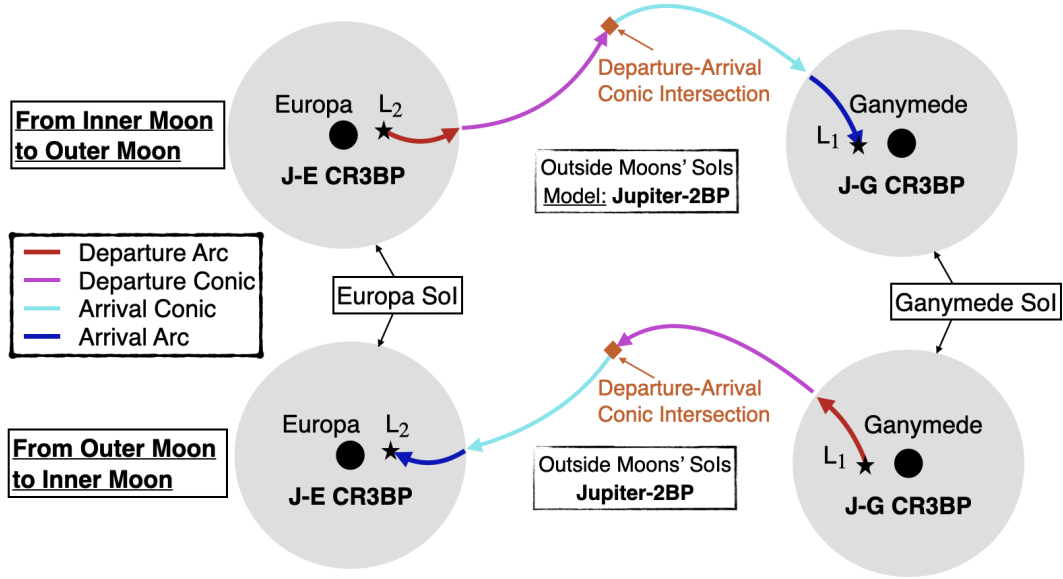 Europa
L₂
J-E CR3BP
From Inner Moon
to Outer Moon
Departure-Arrival
Conic Intersection
Outside Moons' SoIs
Model: Jupiter-2BP
Ganymede
L₁
J-G CR3BP
Departure Arc
Departure Conic
Arrival Conic
Arrival Arc
Europa SoI
Ganymede SoI
From Outer Moon
to Inner Moon
Europa
L₂
J-E CR3BP
Departure-Arrival
Conic Intersection
Outside Moons' SoIs
Jupiter-2BP
Ganymede
L₁
J-G CR3BP